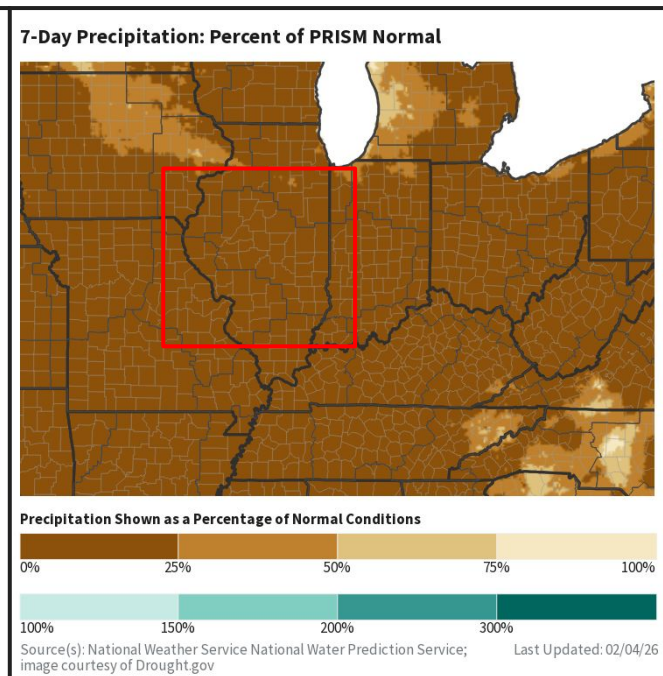 7-Day Precipitation: Percent of PRISM Normal
Precipitation Shown as a Percentage of Normal Conditions
0% 25% 50% 75% 100%
100% 150% 200% 300%
Source(s): National Weather Service National Water Prediction Service; Last Updated: 02/04/26
image courtesy of Drought.gov